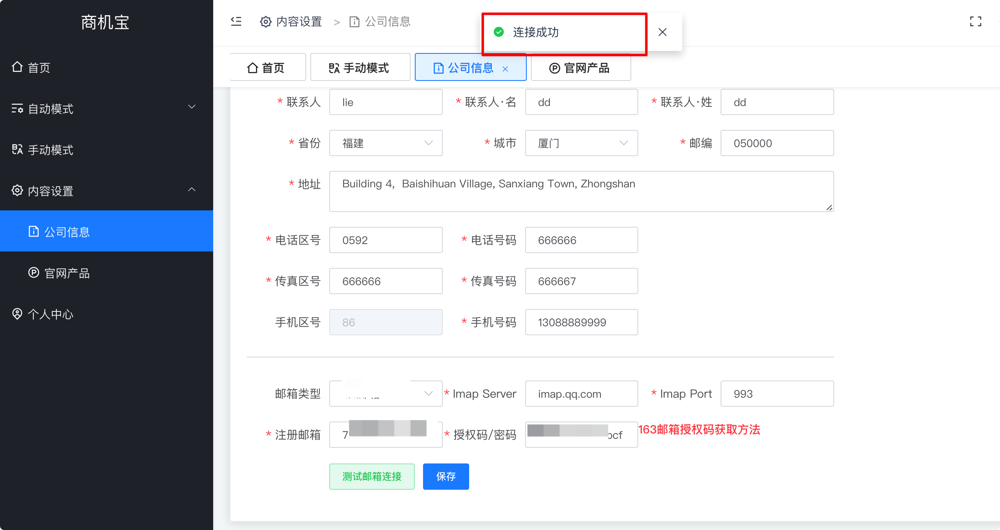 商机宝
首页
自动模式
手动模式
内容设置
公司信息
官网产品
个人中心
内容设置 > 公司信息
连接成功
首页 手动模式 公司信息 官网产品
* 联系人 lie * 联系人·名 dd * 联系人·姓 dd
* 省份 福建 * 城市 厦门 * 邮编 050000
* 地址 Building 4, Baishihuan Village, Sanxiang Town, Zhongshan
* 电话区号 0592 * 电话号码 666666
* 传真区号 666666 * 传真号码 666667
手机区号 86 * 手机号码 13088889999
邮箱类型 * Imap Server imap.qq.com * Imap Port 993
* 注册邮箱 7 * 授权码/密码 cf 163邮箱授权码获取方法
测试邮箱连接 保存